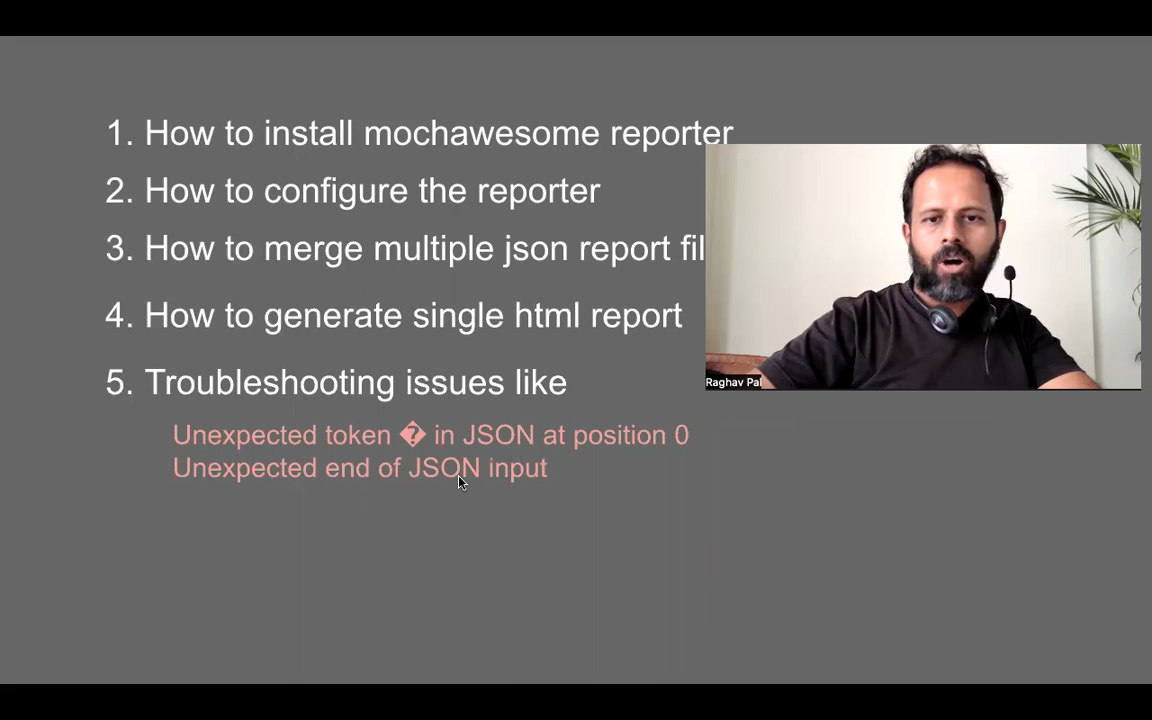 1. How to install mochawesome reporter
2. How to configure the reporter
3. How to merge multiple json report fil
4. How to generate single html report
5. Troubleshooting issues like
Unexpected token � in JSON at position 0
Unexpected end of JSON input
Raghav Pal